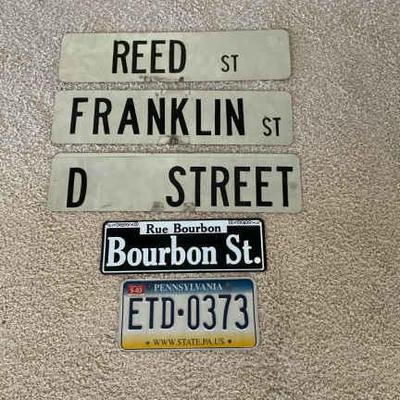 REED ST
FRANKLIN ST
D STREET
Rue Bourbon
Bourbon St.
PENNSYLVANIA
ETD•0373
WWW.STATE.PA.US